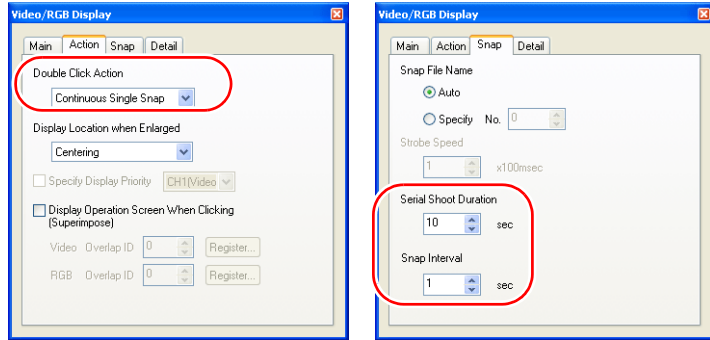 Video/RGB Display
Main Action Snap Detail
Double Click Action
Continuous Single Snap
Display Location when Enlarged
Centering
Specify Display Priority CH1(Video
Display Operation Screen When Clicking
(Superimpose)
Video Overlap ID 0 Register...
RGB Overlap ID 0 Register...
Video/RGB Display
Main Action Snap Detail
Snap File Name
Auto
Specify No. 0
Strobe Speed
1 x100msec
Serial Shoot Duration
10 sec
Snap Interval
1 sec